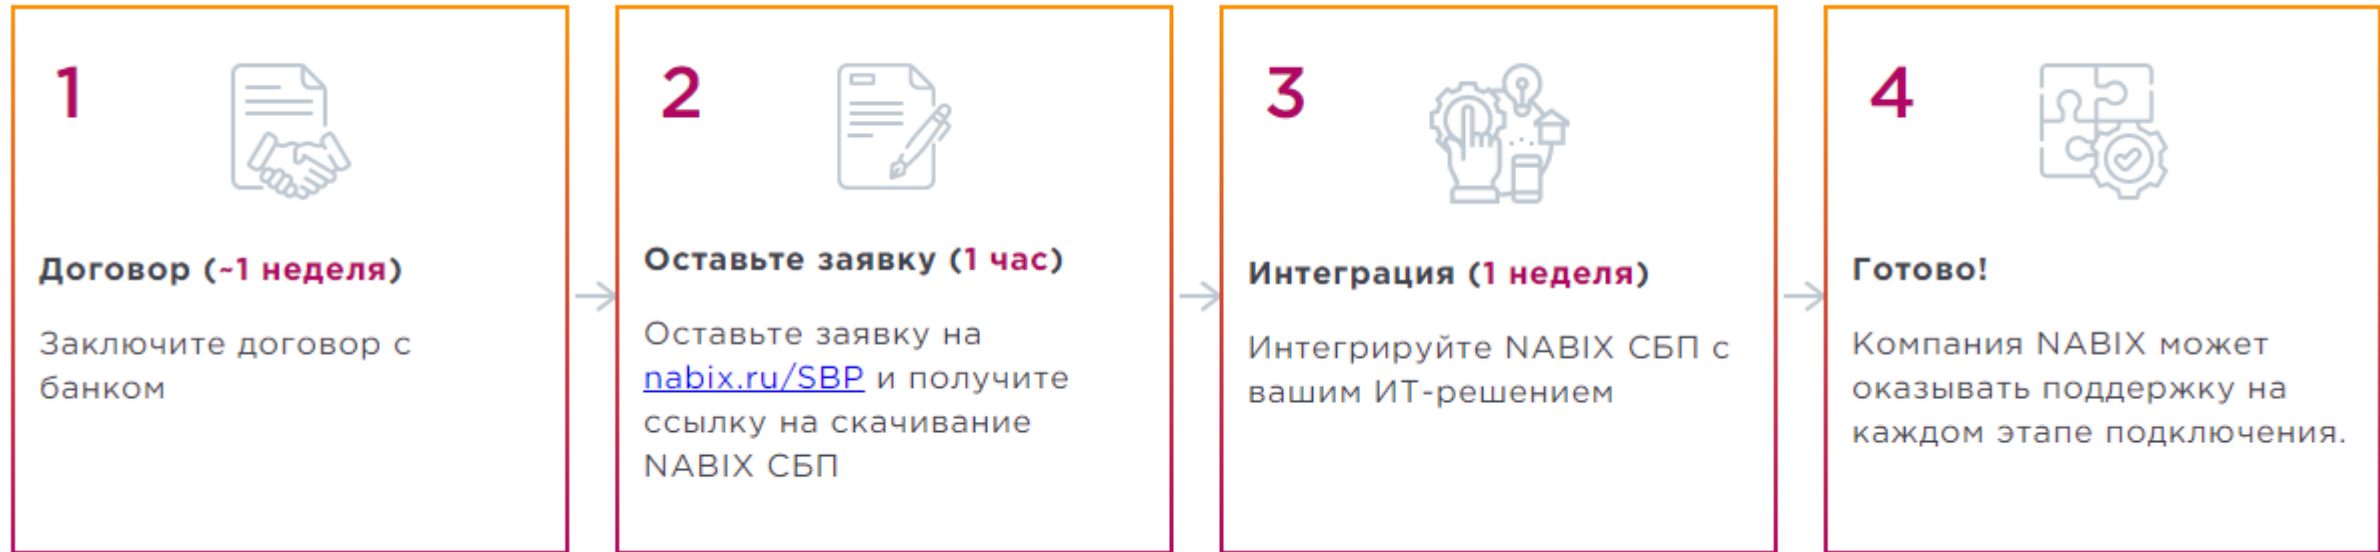 1
Договор (~1 неделя)
Заключите договор с
банком
2
Оставьте заявку (1 час)
Оставьте заявку на
nabix.ru/SBP и получите
ссылку на скачивание
NABIX СБП
3
Интеграция (1 неделя)
Интегрируйте NABIX СБП с
вашим ИТ-решением
4
Готово!
Компания NABIX может
оказывать поддержку на
каждом этапе подключения.